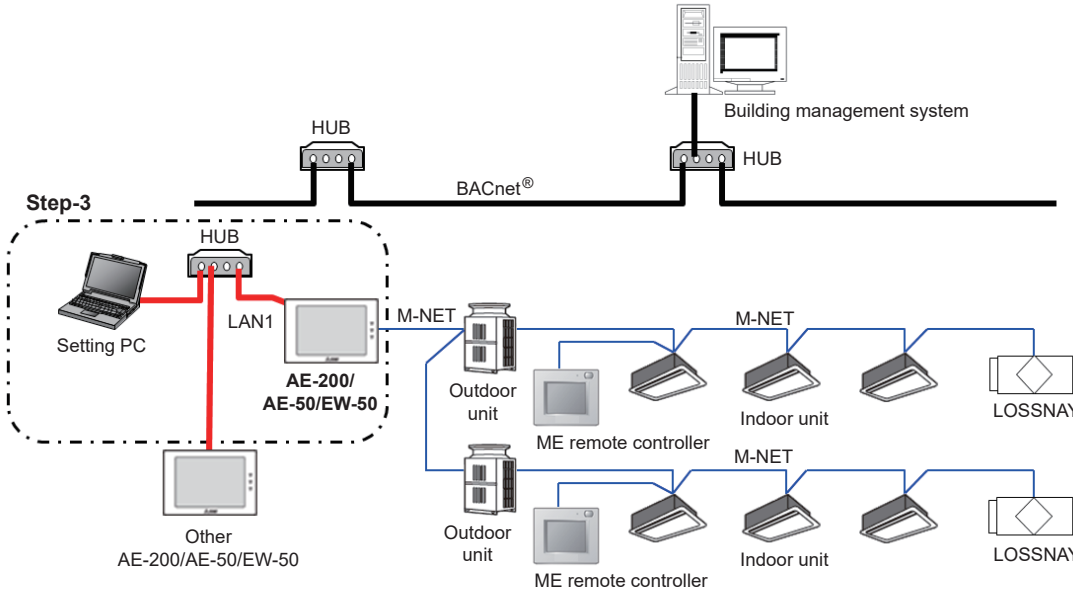 Building management system
HUB
HUB
BACnet®
Step-3
HUB
LAN1
Setting PC
AE-200/
AE-50/EW-50
M-NET
M-NET
Outdoor
unit
ME remote controller
Indoor unit
LOSSNAY
M-NET
Other
AE-200/AE-50/EW-50
Outdoor
unit
ME remote controller
Indoor unit
LOSSNAY